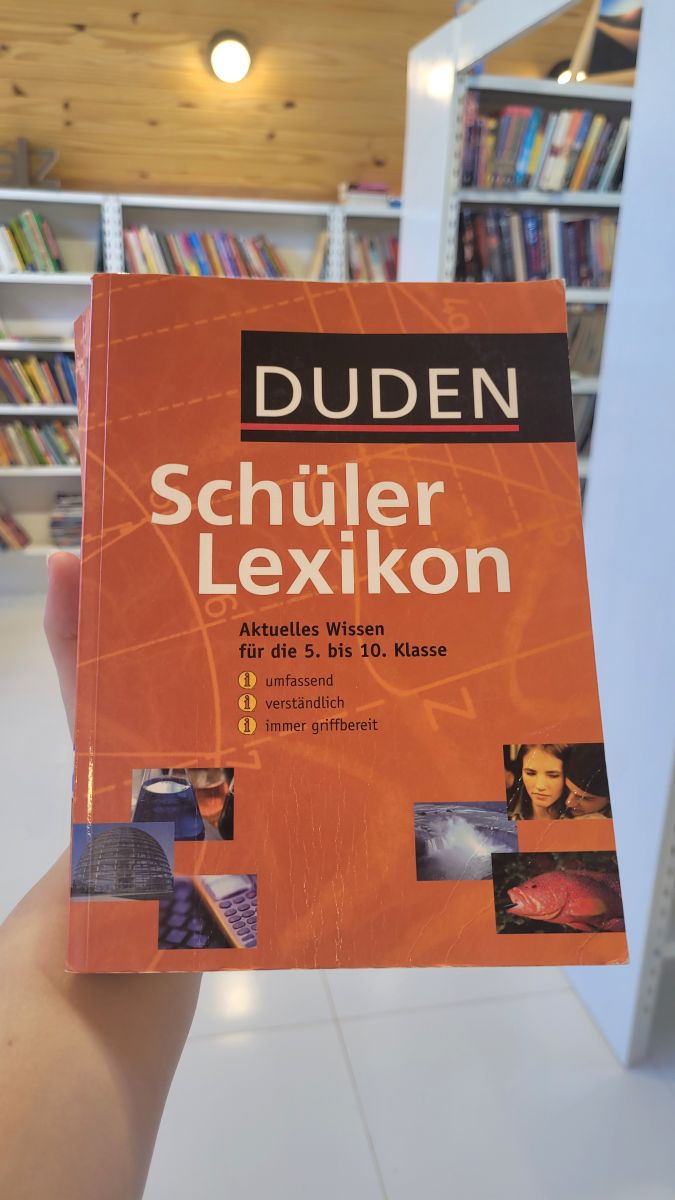 DUDEN
Schüler
Lexikon
Aktuelles Wissen
für die 5. bis 10. Klasse
umfassend
verständlich
immer griffbereit